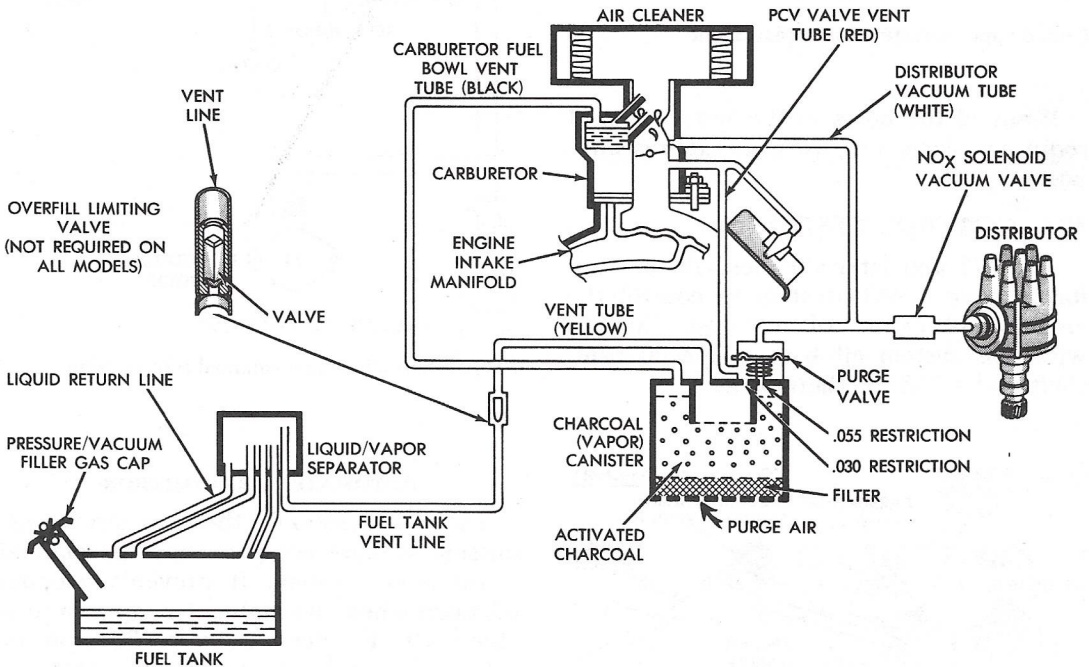 AIR CLEANER
PCV VALVE VENT
TUBE (RED)
CARBURETOR FUEL
BOWL VENT
TUBE (BLACK)
DISTRIBUTOR
VACUUM TUBE
(WHITE)
VENT
LINE
NOX SOLENOID
VACUUM VALVE
CARBURETOR
OVERFILL LIMITING
VALVE
(NOT REQUIRED ON
ALL MODELS)
DISTRIBUTOR
ENGINE
INTAKE
MANIFOLD
VALVE
VENT TUBE
(YELLOW)
LIQUID RETURN LINE
PURGE
VALVE
PRESSURE/VACUUM
FILLER GAS CAP
LIQUID/VAPOR
SEPARATOR
CHARCOAL
(VAPOR)
CANISTER
.055 RESTRICTION
.030 RESTRICTION
FILTER
FUEL TANK
VENT LINE
ACTIVATED
CHARCOAL
PURGE AIR
FUEL TANK